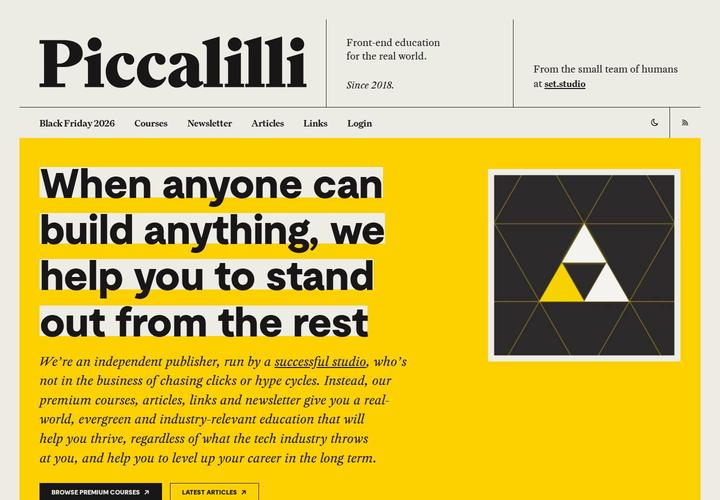 Piccalilli
Front-end education
for the real world.
Since 2018.
From the small team of humans
at set.studio
Black Friday 2026
Courses
Newsletter
Articles
Links
Login
When anyone can
build anything, we
help you to stand
out from the rest
We’re an independent publisher, run by a successful studio, who’s
not in the business of chasing clicks or hype cycles. Instead, our
premium courses, articles, links and newsletter give you a real-
world, evergreen and industry-relevant education that will
help you thrive, regardless of what the tech industry throws
at you, and help you to level up your career in the long term.
BROWSE PREMIUM COURSES
LATEST ARTICLES